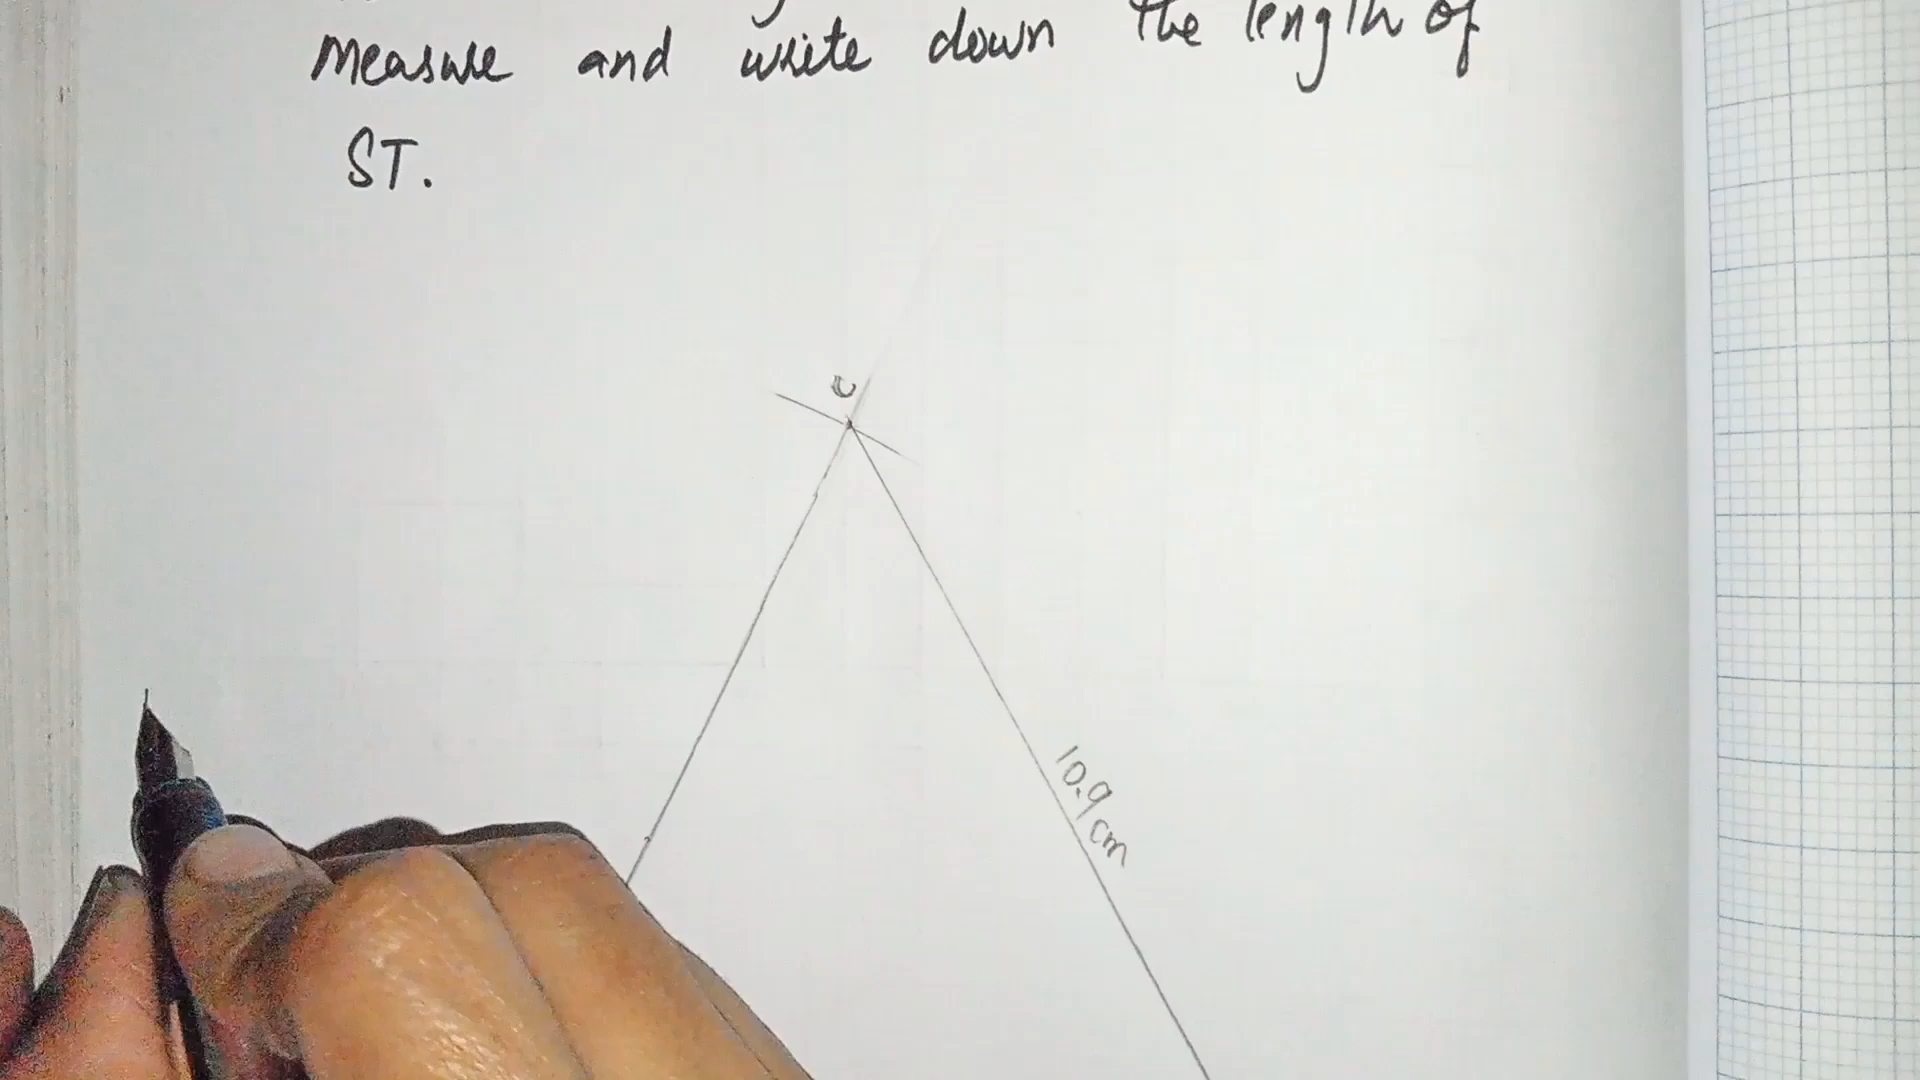 measure and write down the length of
ST.
U
10.9 cm